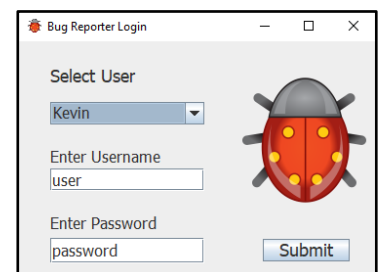 Bug Reporter Login
Select User
Kevin
Enter Username
user
Enter Password
password
Submit